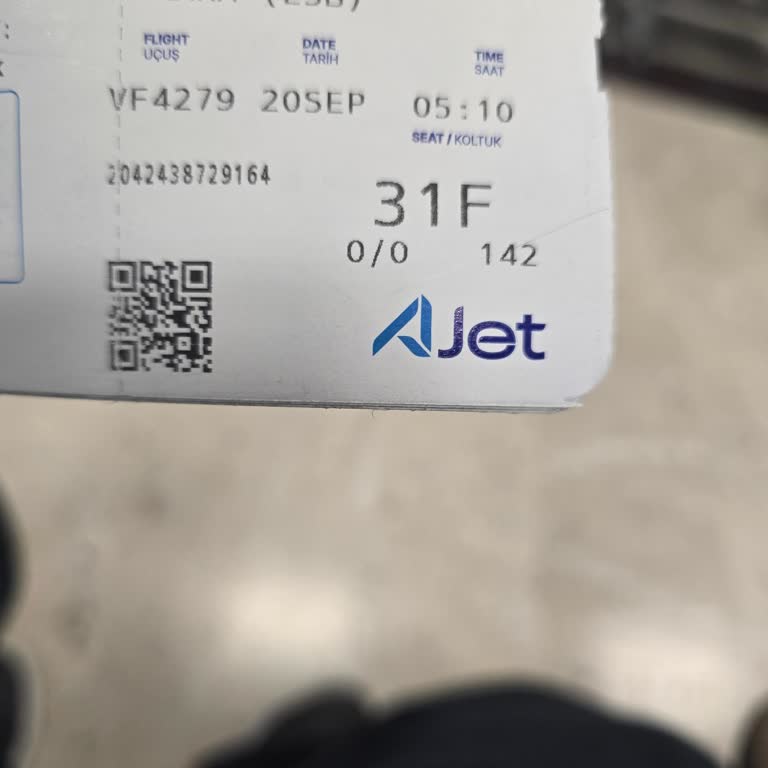 FLIGHT DATE TIME
UÇUŞ TARİH SAAT
VF4279 20SEP 05:10
SEAT / KOLTUK
2042438729164
31F
0/0 142
AJet